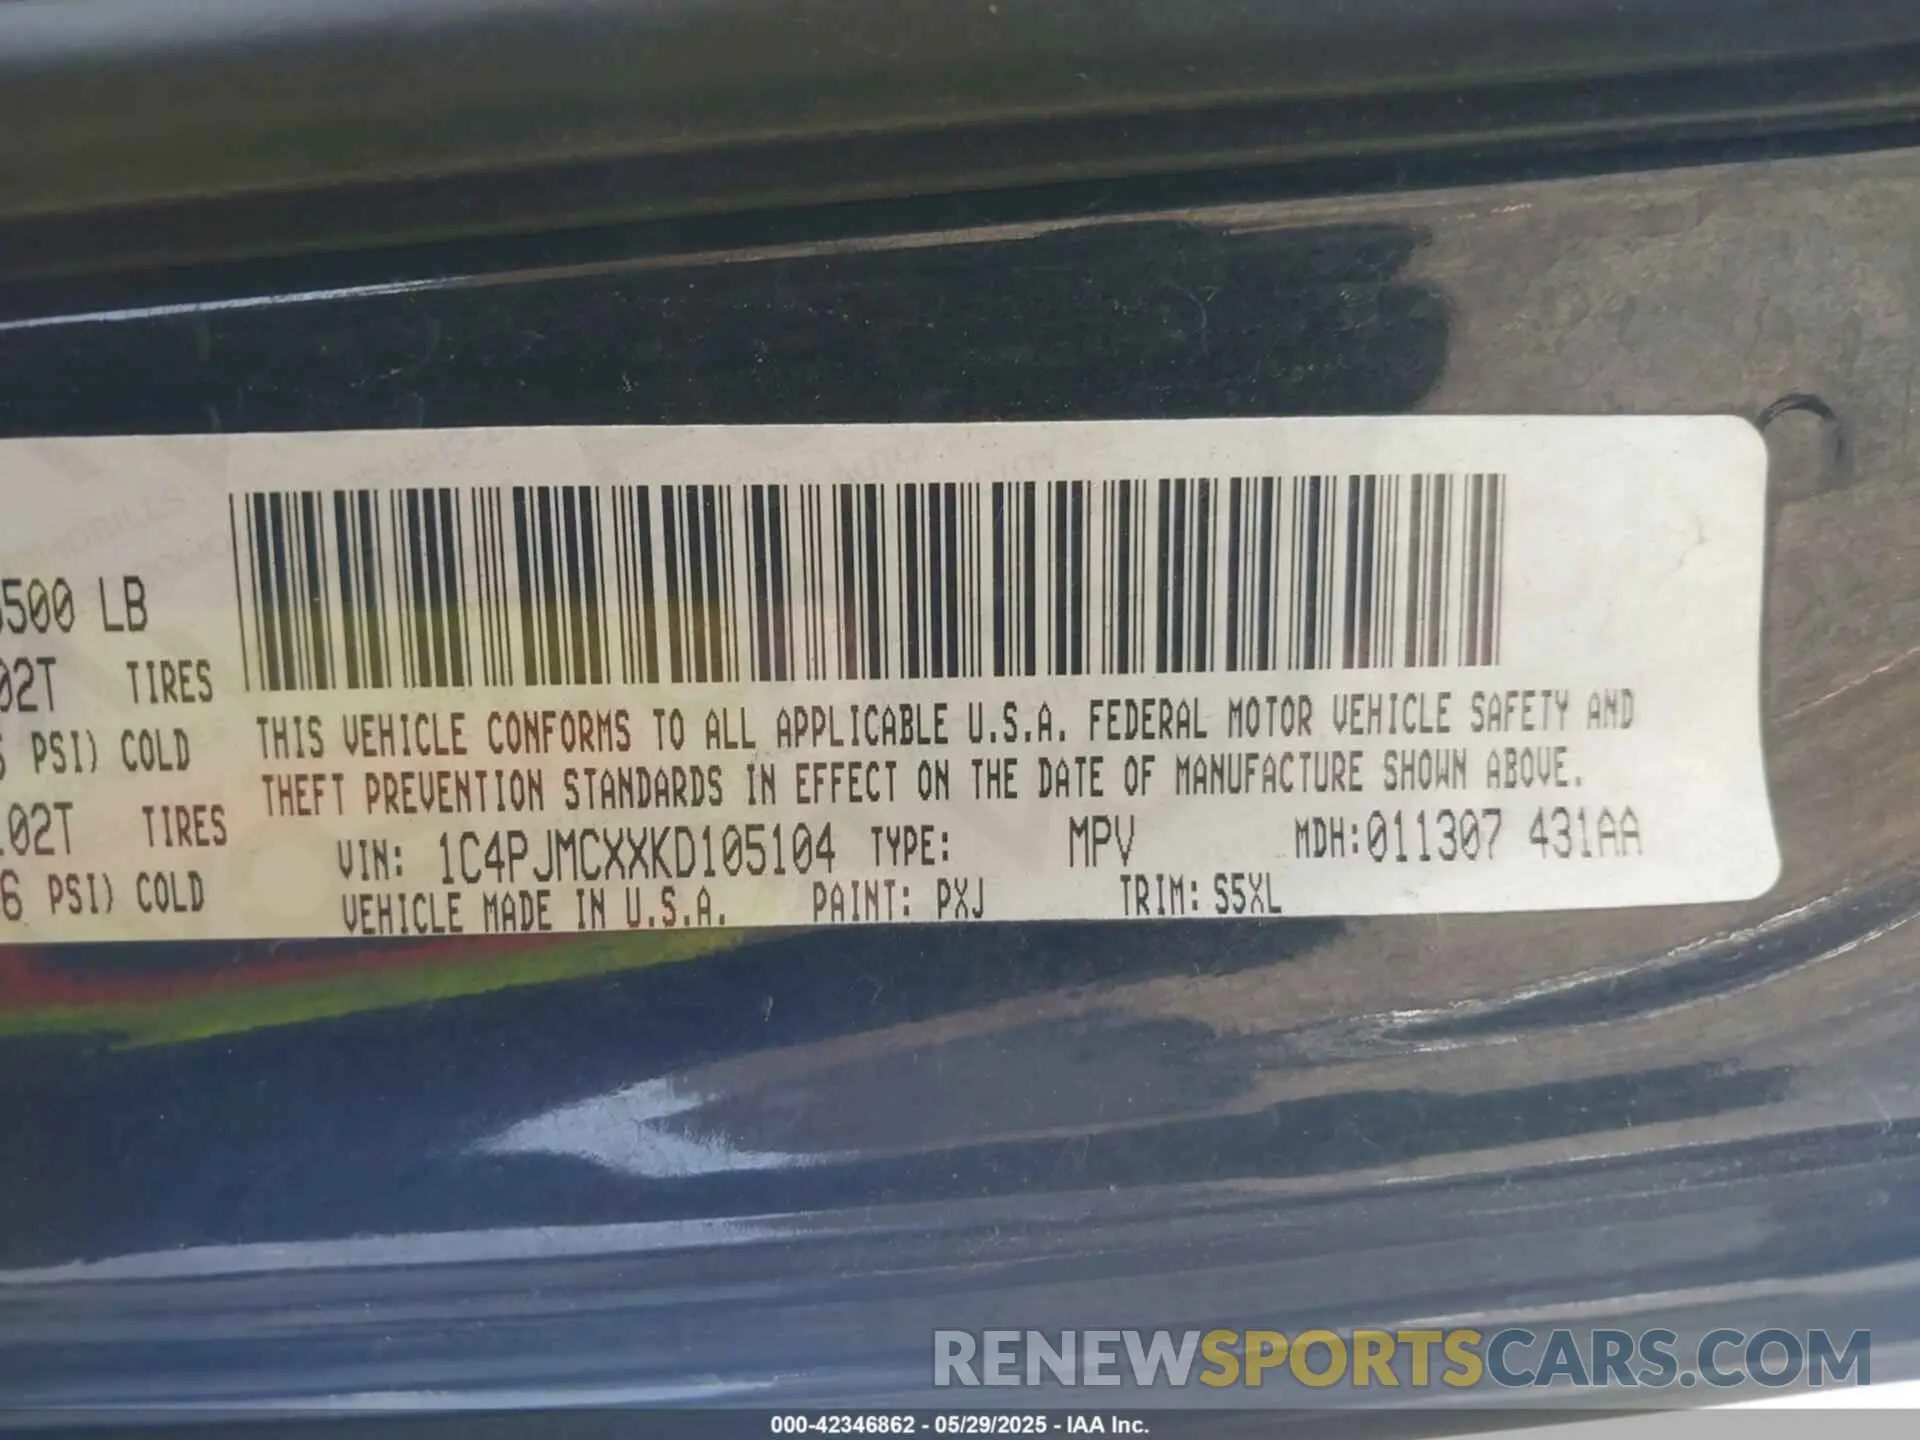 500 LB
02T TIRES
PSI) COLD
02T TIRES
6 PSI) COLD
THIS VEHICLE CONFORMS TO ALL APPLICABLE U.S.A. FEDERAL MOTOR VEHICLE SAFETY AND
THEFT PREVENTION STANDARDS IN EFFECT ON THE DATE OF MANUFACTURE SHOWN ABOVE.
VIN: 1C4PJMCXXKD105104 TYPE: MPV MDH:011307 431AA
VEHICLE MADE IN U.S.A. PAINT: PXJ TRIM: S5XL
RENEWSPORTSCARS.COM
000-42346862 - 05/29/2025 - IAA Inc.